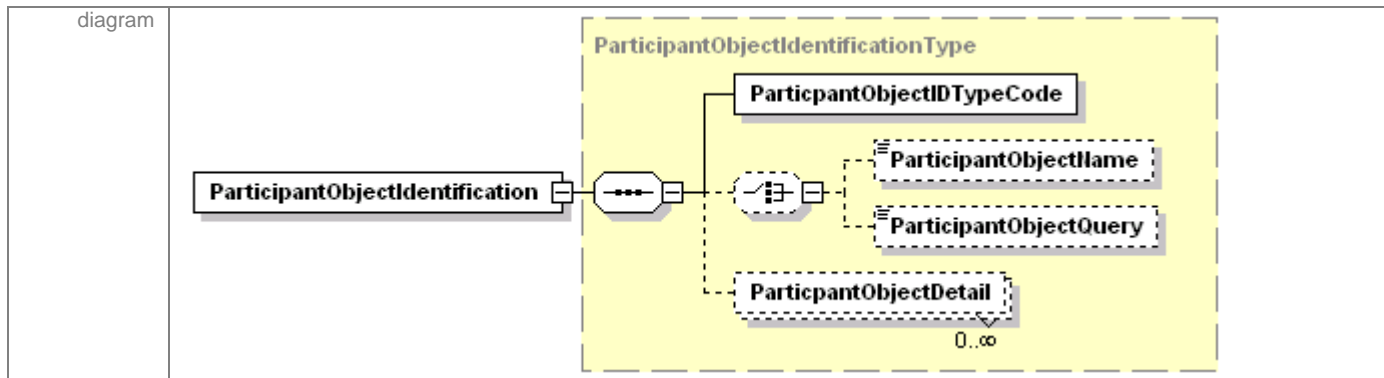 diagram
ParticipantObjectIdentificationType
ParticpantObjectIDTypeCode
ParticipantObjectName
ParticipantObjectIdentification
ParticipantObjectQuery
ParticpantObjectDetail
0..∞